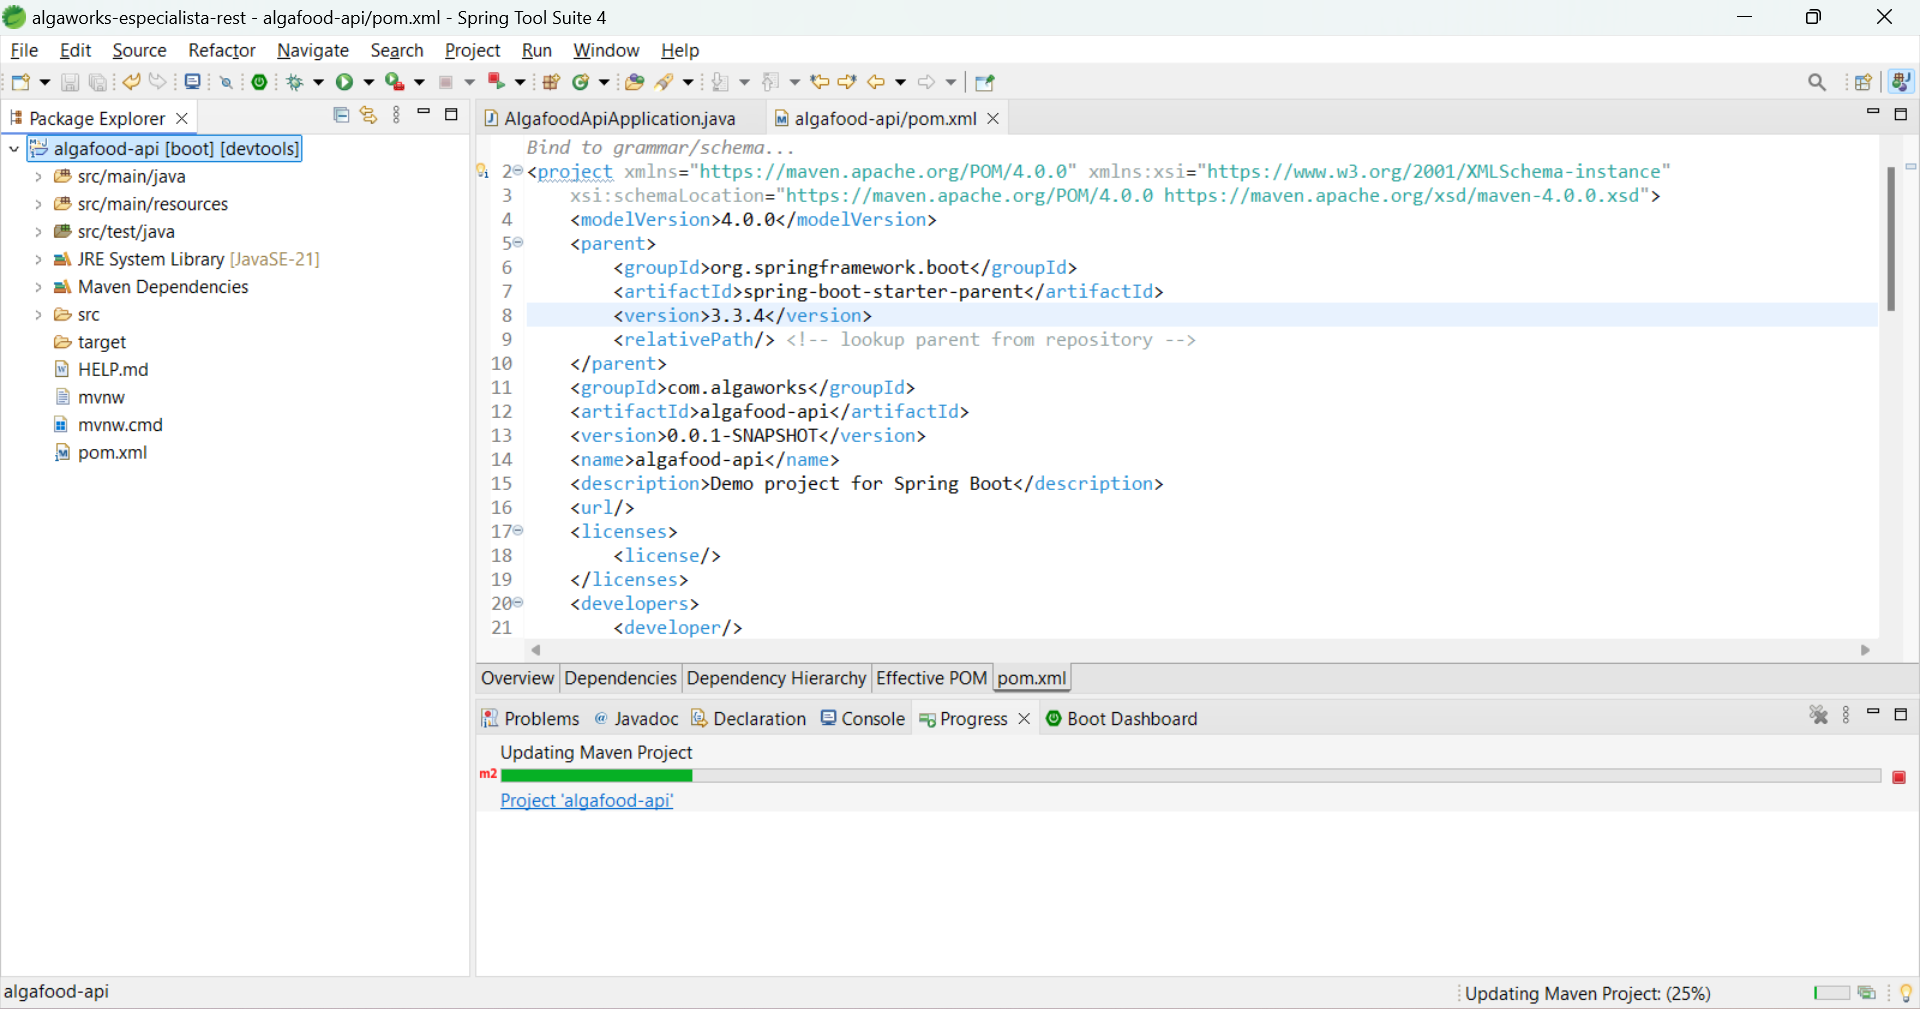 algaworks-especialista-rest - algafood-api/pom.xml - Spring Tool Suite 4
File Edit Source Refactor Navigate Search Project Run Window Help
Package Explorer
algafood-api [boot] [devtools]
src/main/java
src/main/resources
src/test/java
JRE System Library [JavaSE-21]
Maven Dependencies
src
target
HELP.md
mvnw
mvnw.cmd
pom.xml
AlgafoodApiApplication.java
algafood-api/pom.xml
Bind to grammar/schema...
2 <project xmlns="https://maven.apache.org/POM/4.0.0" xmlns:xsi="https://www.w3.org/2001/XMLSchema-instance"
3 xsi:schemaLocation="https://maven.apache.org/POM/4.0.0 https://maven.apache.org/xsd/maven-4.0.0.xsd">
4 <modelVersion>4.0.0</modelVersion>
5 <parent>
6 <groupId>org.springframework.boot</groupId>
7 <artifactId>spring-boot-starter-parent</artifactId>
8 <version>3.3.4</version>
9 <relativePath/> <!-- lookup parent from repository -->
10 </parent>
11 <groupId>com.algaworks</groupId>
12 <artifactId>algafood-api</artifactId>
13 <version>0.0.1-SNAPSHOT</version>
14 <name>algafood-api</name>
15 <description>Demo project for Spring Boot</description>
16 <url/>
17 <licenses>
18 <license/>
19 </licenses>
20 <developers>
21 <developer/>
Overview Dependencies Dependency Hierarchy Effective POM pom.xml
Problems @ Javadoc Declaration Console Progress Boot Dashboard
Updating Maven Project
m2
Project 'algafood-api'
algafood-api
Updating Maven Project: (25%)